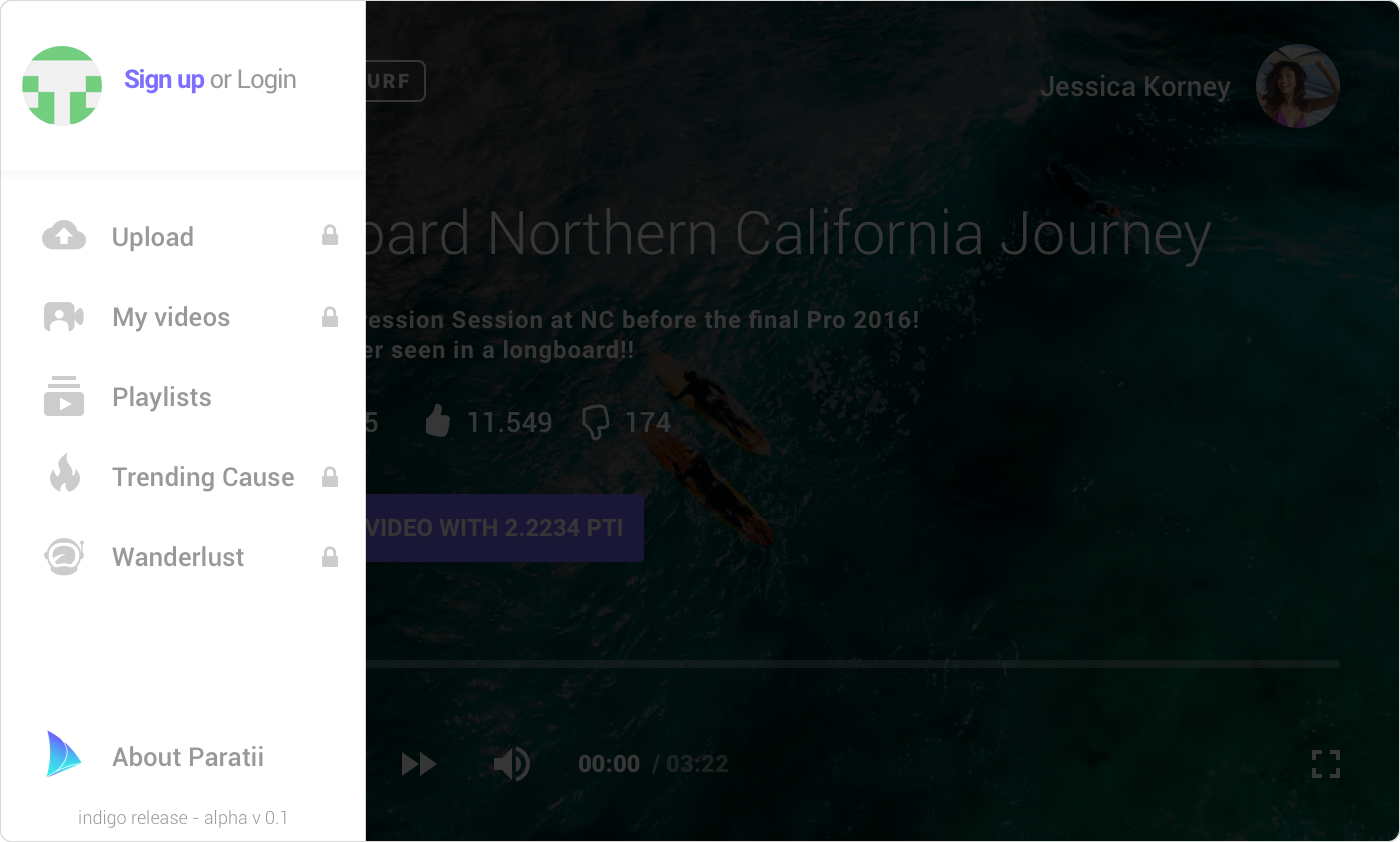 Sign up or Login
URF
Jessica Korney
Upload
My videos
Playlists
Trending Cause
Wanderlust
About Paratii
indigo release - alpha v 0.1
oard Northern California Journey
ression Session at NC before the final Pro 2016!
er seen in a longboard!!
5 11.549 174
VIDEO WITH 2.2234 PTI
00:00 / 03:22